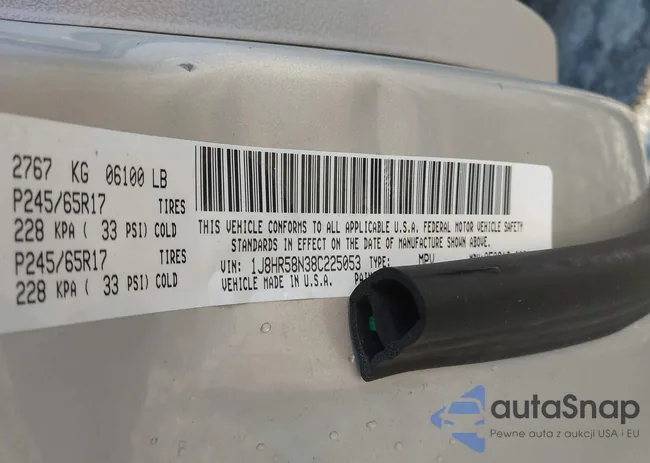 2767 KG 06100 LB
P245/65R17 TIRES
228 KPA ( 33 PSI) COLD
P245/65R17 TIRES
228 KPA ( 33 PSI) COLD
THIS VEHICLE CONFORMS TO ALL APPLICABLE U.S.A. FEDERAL MOTOR VEHICLE SAFETY
STANDARDS IN EFFECT ON THE DATE OF MANUFACTURE SHOWN ABOVE.
VIN: 1J8HR58N38C225053 TYPE: MPV
VEHICLE MADE IN U.S.A.
autaSnap
Pewne auta z aukcji USA i EU